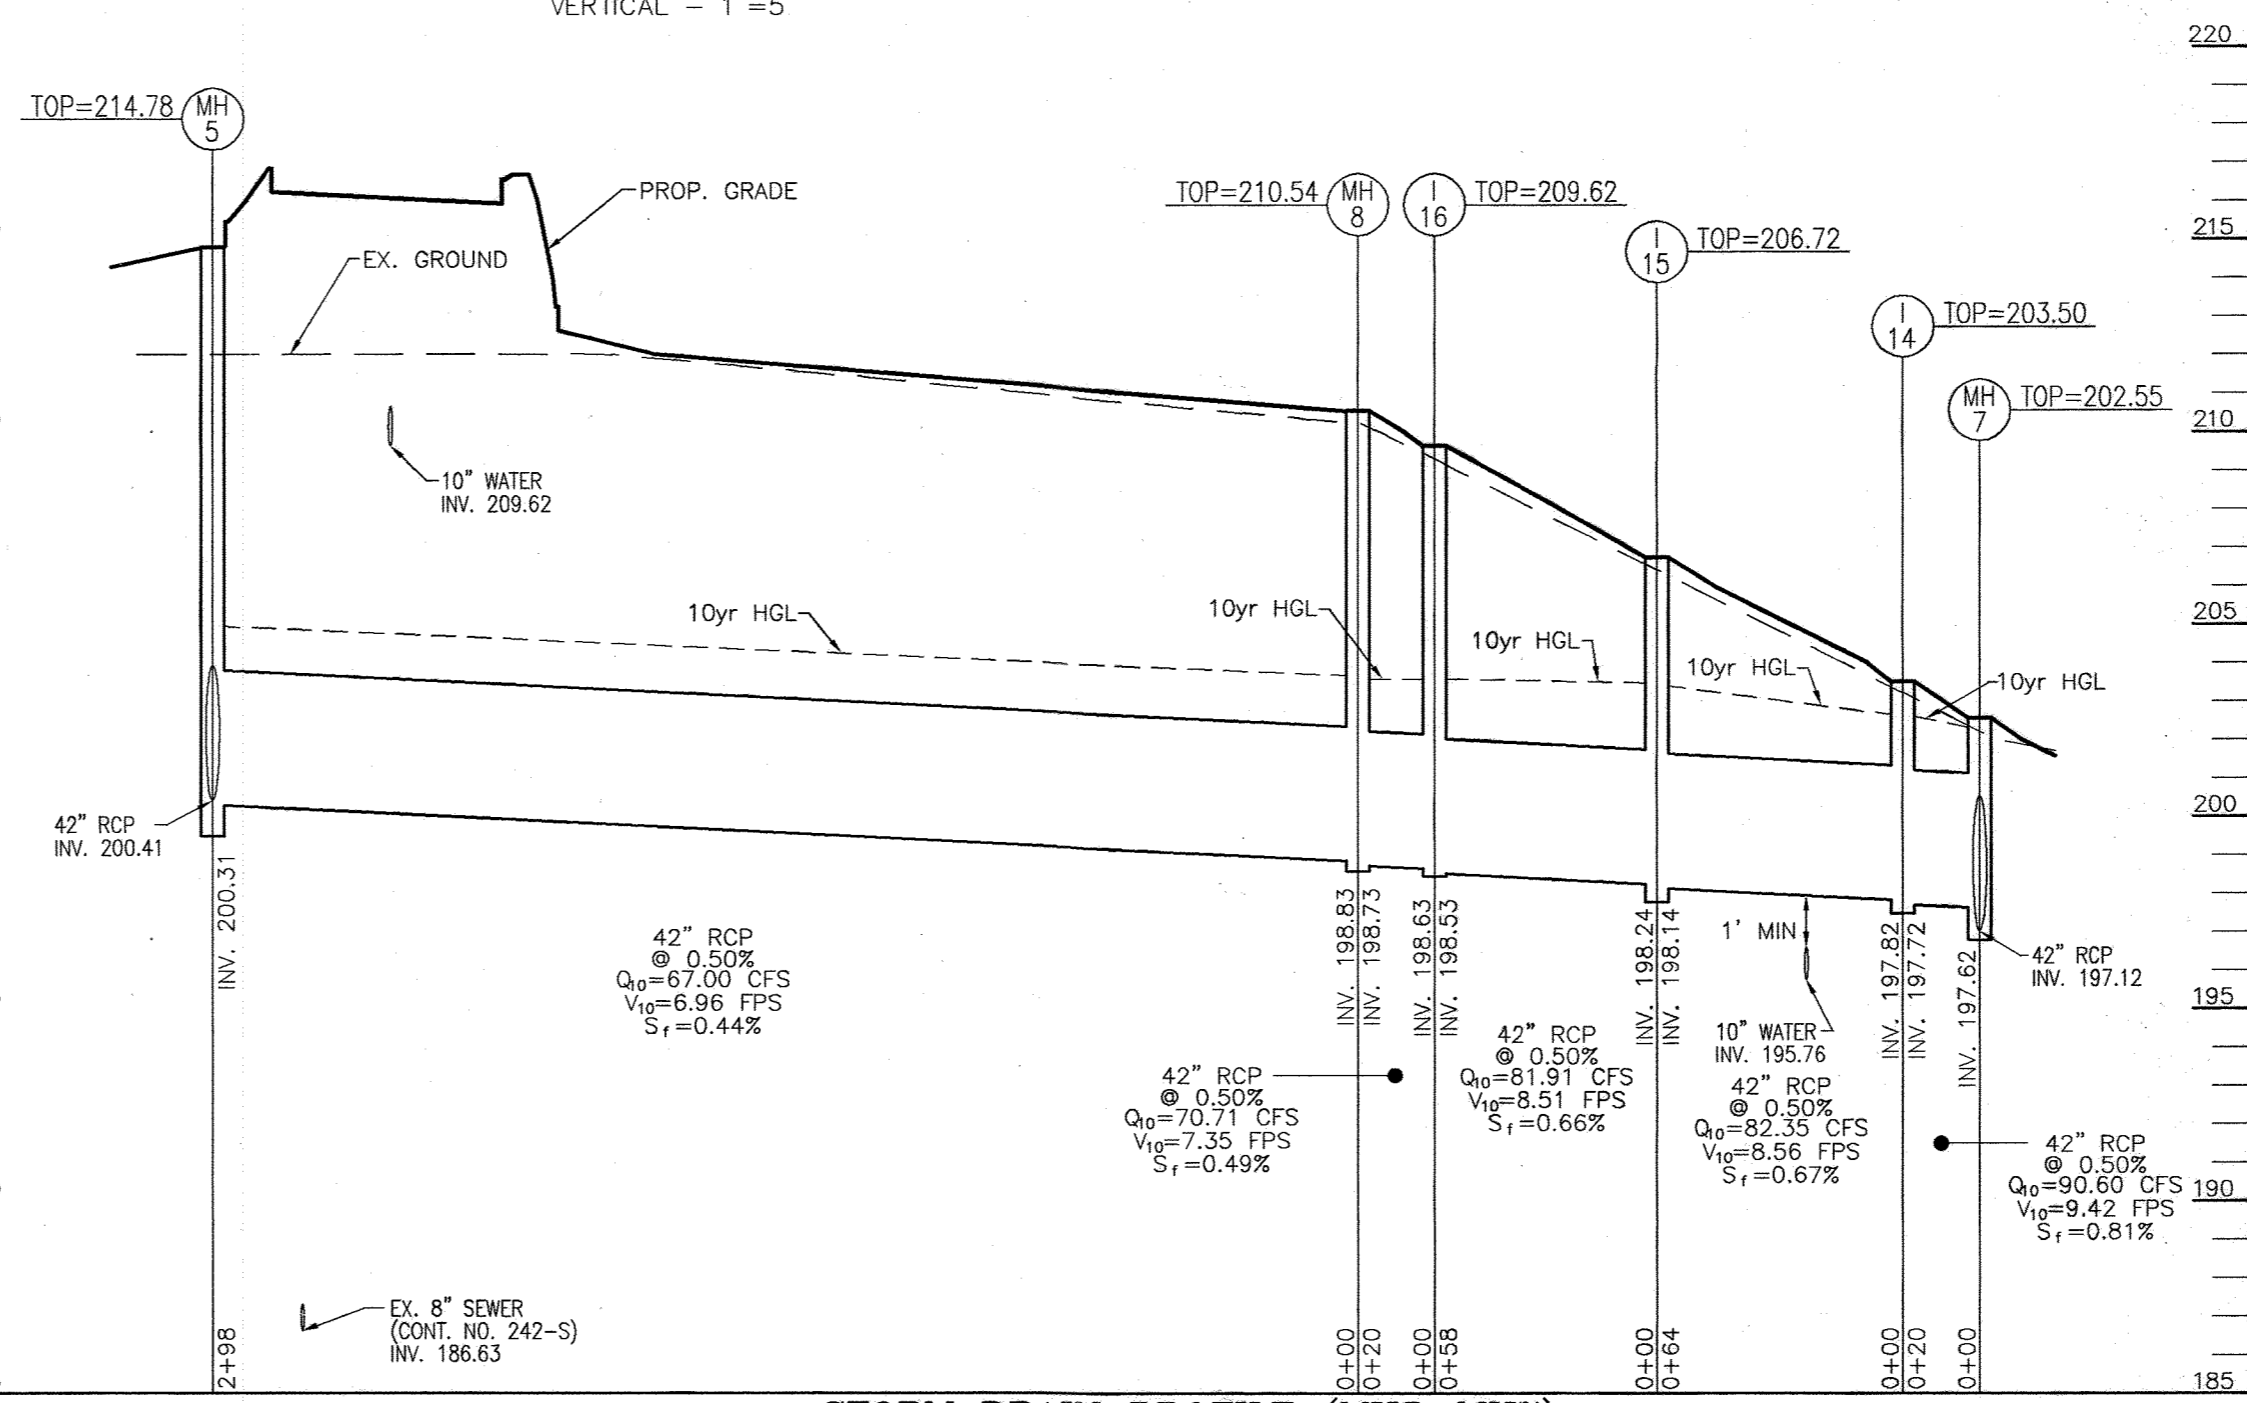 VERTICAL - 1"=5'
220
TOP=214.78
MH
5
PROP. GRADE
EX. GROUND
TOP=210.54
MH
8
I
16
TOP=209.62
I
15
TOP=206.72
215
I
14
TOP=203.50
MH
7
TOP=202.55
210
10" WATER
INV. 209.62
10yr HGL
10yr HGL
10yr HGL
10yr HGL
10yr HGL
205
200
42" RCP
INV. 200.41
INV. 200.31
42" RCP
@ 0.50%
Q10=67.00 CFS
V10=6.96 FPS
Sf=0.44%
INV. 198.83
INV. 198.73
INV. 198.63
INV. 198.53
INV. 198.24
INV. 198.14
1' MIN
INV. 197.82
INV. 197.72
INV. 197.62
42" RCP
INV. 197.12
195
10" WATER
INV. 195.76
42" RCP
@ 0.50%
Q10=70.71 CFS
V10=7.35 FPS
Sf=0.49%
42" RCP
@ 0.50%
Q10=81.91 CFS
V10=8.51 FPS
Sf=0.66%
42" RCP
@ 0.50%
Q10=82.35 CFS
V10=8.56 FPS
Sf=0.67%
42" RCP
@ 0.50%
Q10=90.60 CFS
V10=9.42 FPS
Sf=0.81%
190
EX. 8" SEWER
(CONT. NO. 242-S)
INV. 186.63
2+98
0+00
0+20
0+00
0+58
0+00
0+64
0+00
0+20
0+00
185
STORM DRAIN PROFILE